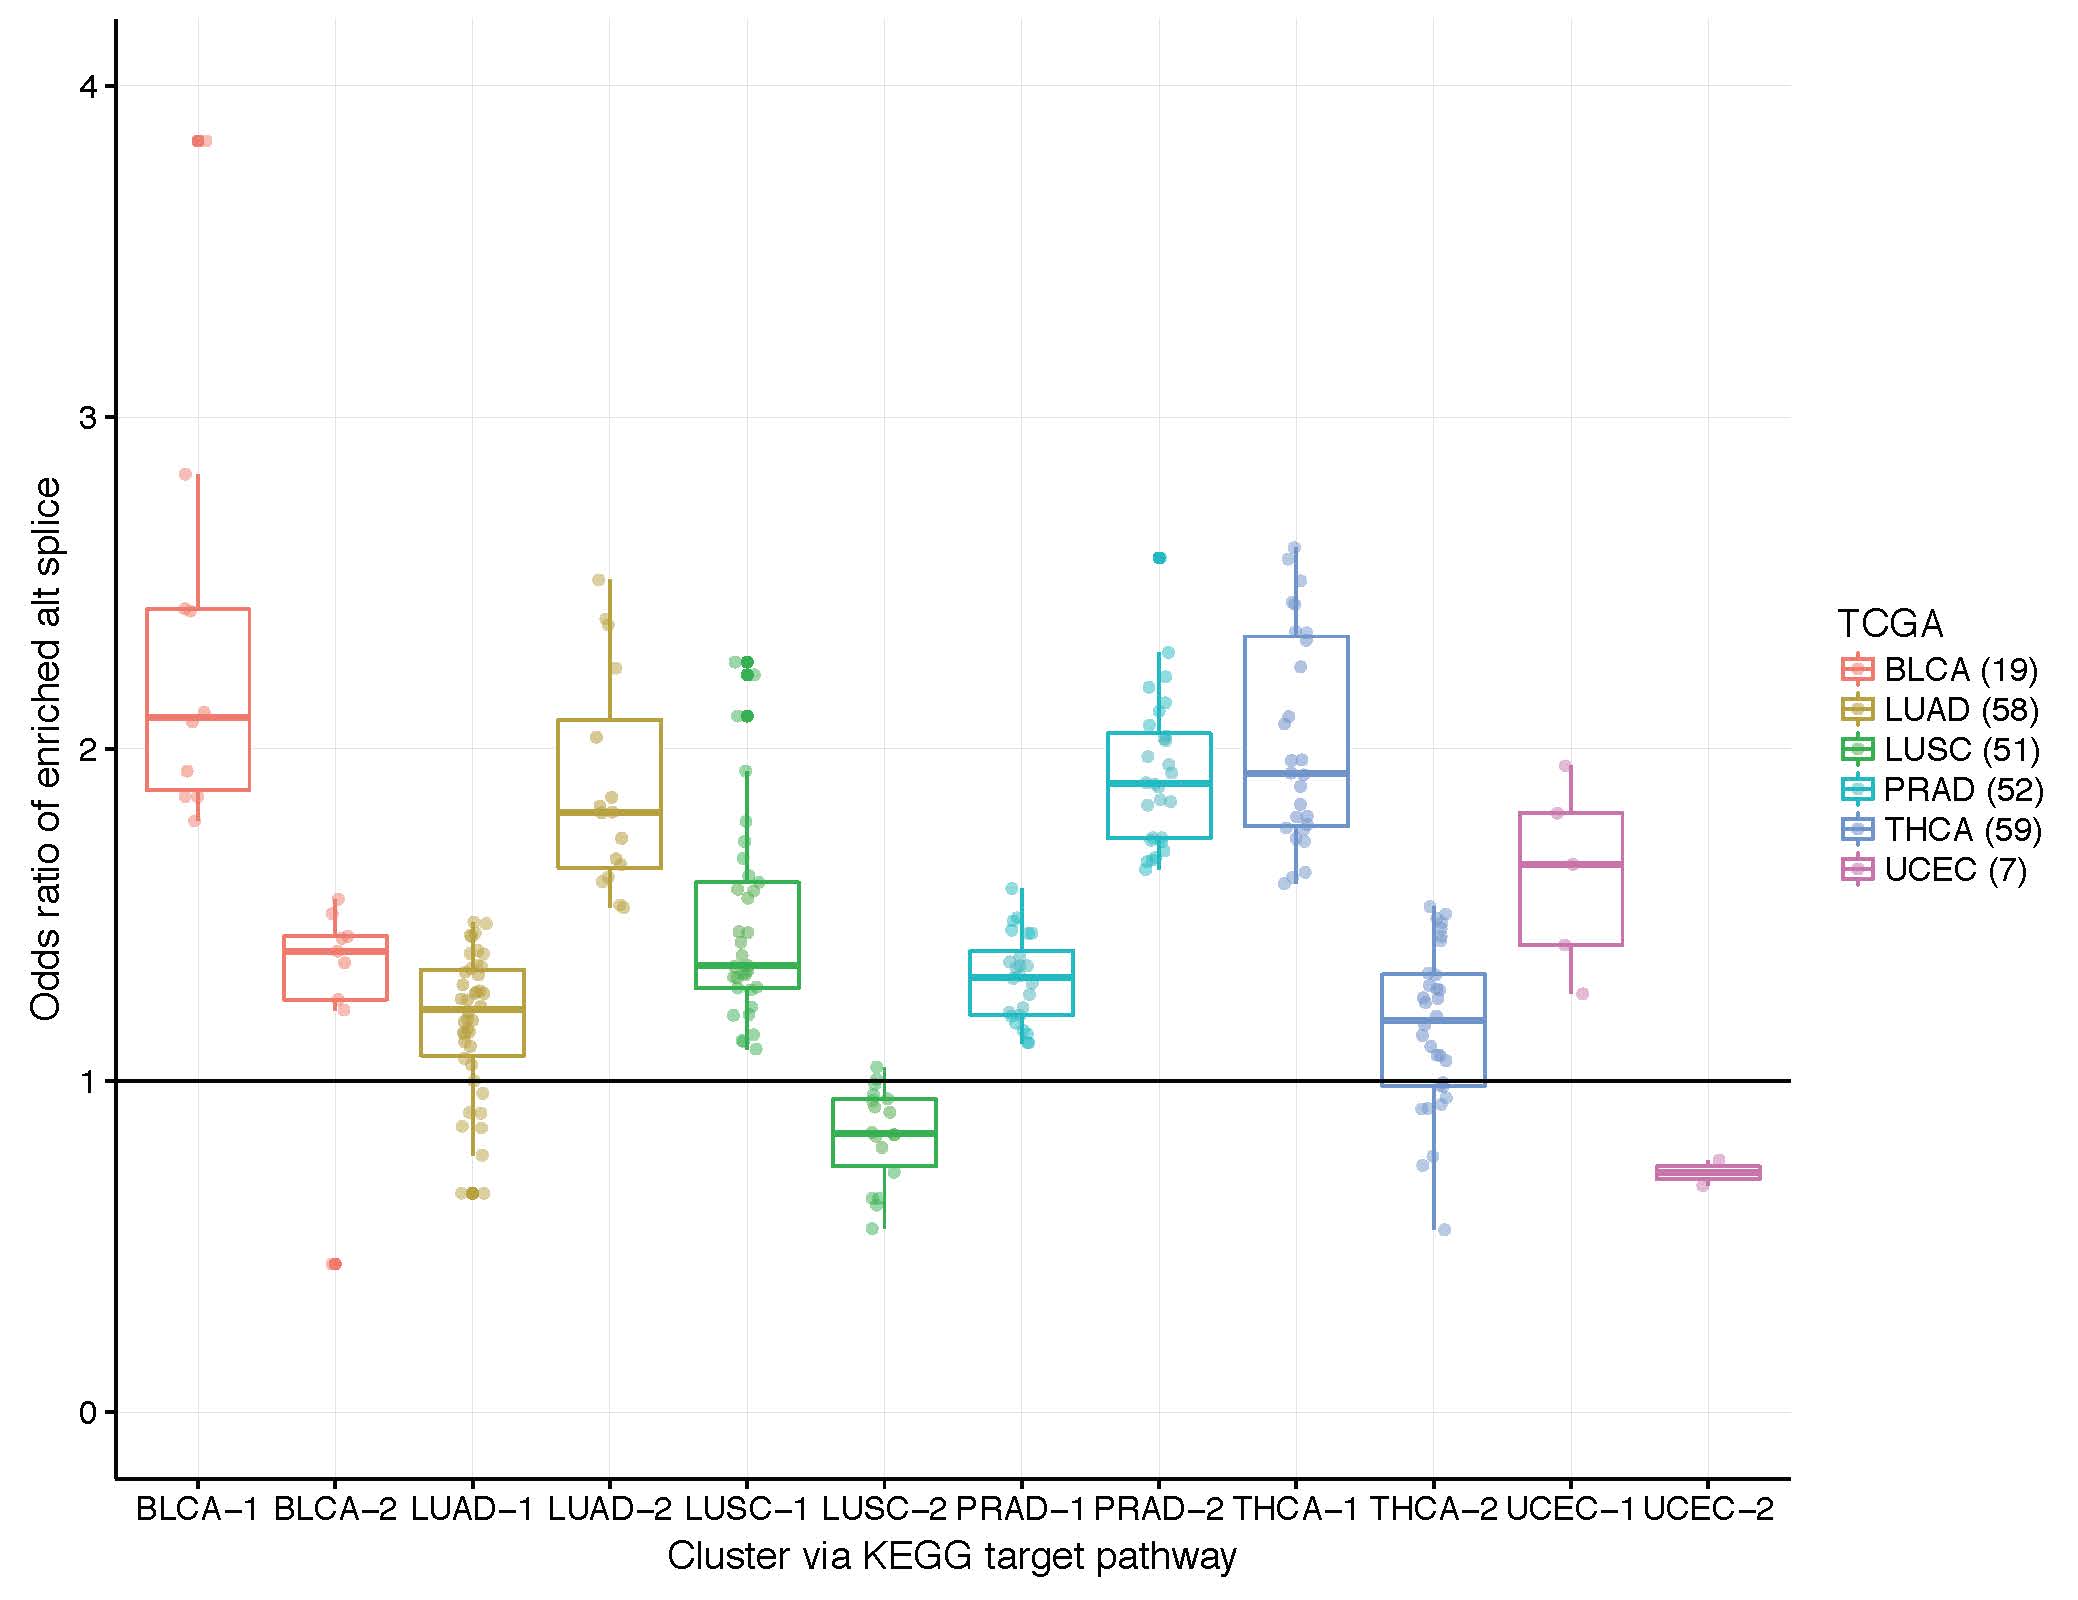 Odds ratio of enriched alt splice
4
3
2
1
0
BLCA−1 BLCA−2 LUAD−1 LUAD−2 LUSC−1 LUSC−2 PRAD−1 PRAD−2 THCA−1 THCA−2 UCEC−1 UCEC−2
Cluster via KEGG target pathway
TCGA
BLCA (19)
LUAD (58)
LUSC (51)
PRAD (52)
THCA (59)
UCEC (7)